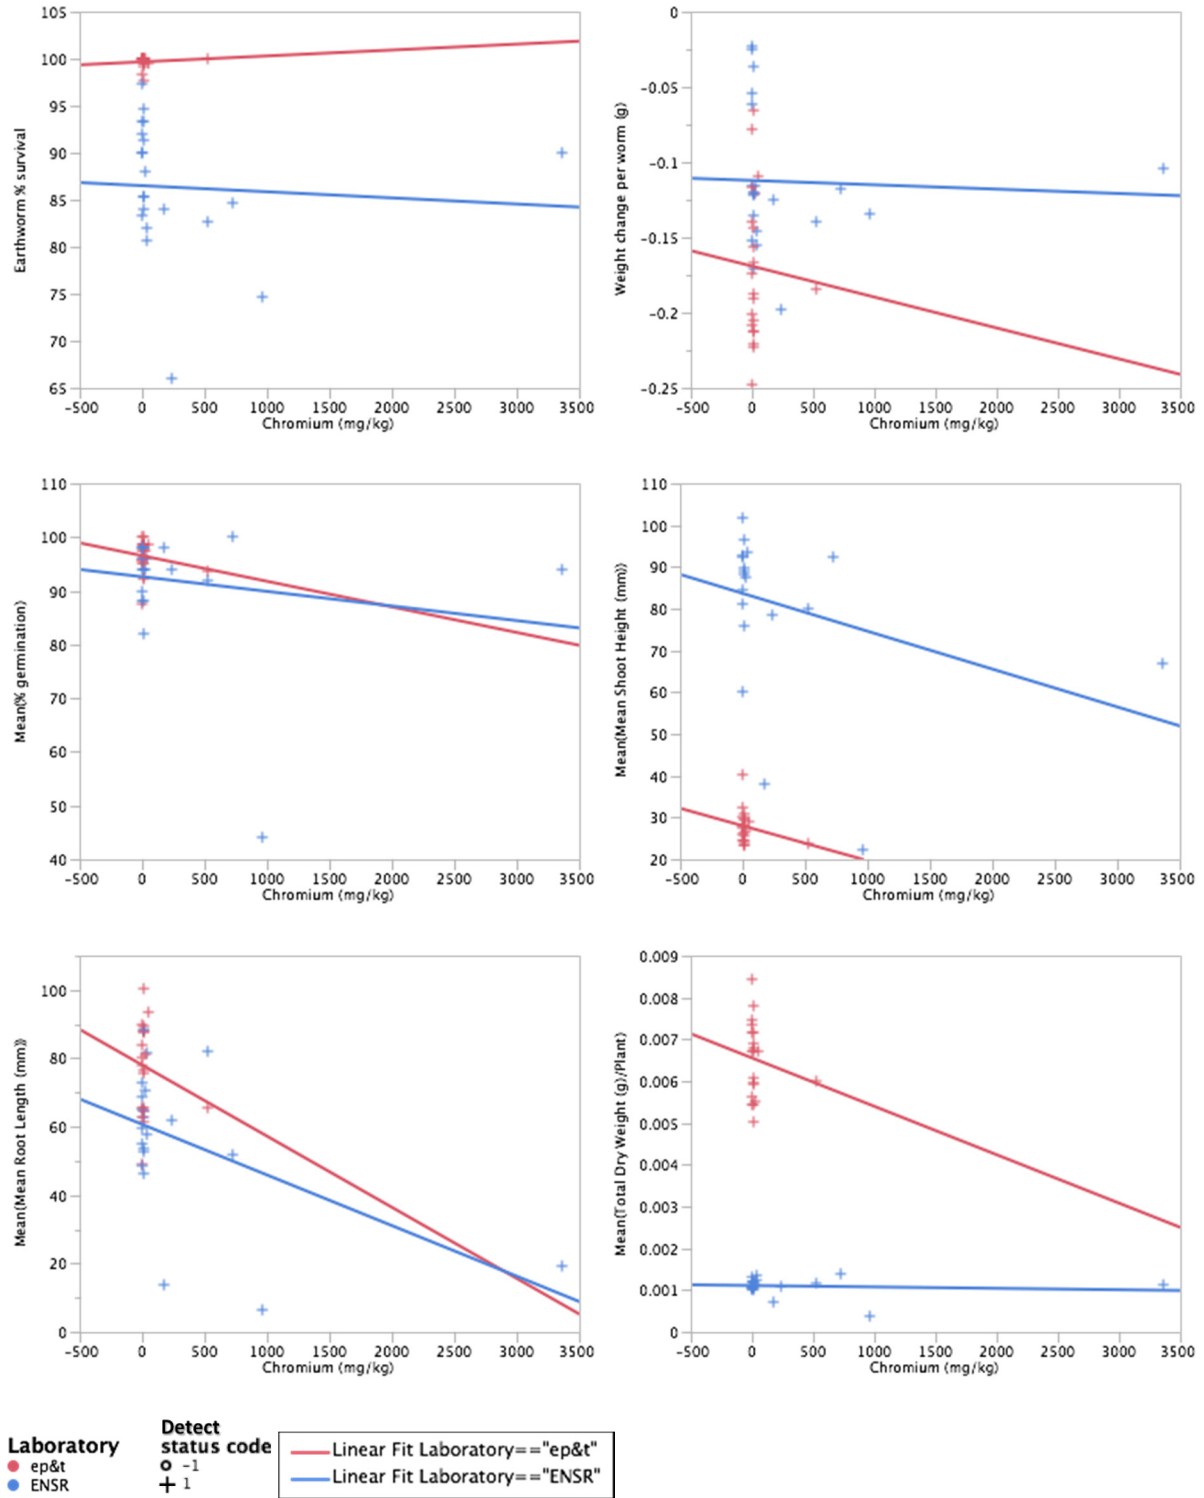 105
100
95
90
85
80
75
70
65
Earthworm % survival
-500 0 500 1000 1500 2000 2500 3000 3500
Chromium (mg/kg)
0
-0.05
-0.1
-0.15
-0.2
-0.25
Weight change per worm (g)
-500 0 500 1000 1500 2000 2500 3000 3500
Chromium (mg/kg)
110
100
90
80
70
60
50
40
Mean(% germination)
-500 0 500 1000 1500 2000 2500 3000 3500
Chromium (mg/kg)
110
100
90
80
70
60
50
40
30
20
Mean(Mean Shoot Height (mm))
-500 0 500 1000 1500 2000 2500 3000 3500
Chromium (mg/kg)
100
80
60
40
20
0
Mean(Mean Root Length (mm))
-500 0 500 1000 1500 2000 2500 3000 3500
Chromium (mg/kg)
0.009
0.008
0.007
0.006
0.005
0.004
0.003
0.002
0.001
0
Mean(Total Dry Weight (g)/Plant)
-500 0 500 1000 1500 2000 2500 3000 3500
Chromium (mg/kg)
Laboratory
ep&t
ENSR
Detect
status code
-1
1
Linear Fit Laboratory=="ep&t"
Linear Fit Laboratory=="ENSR"